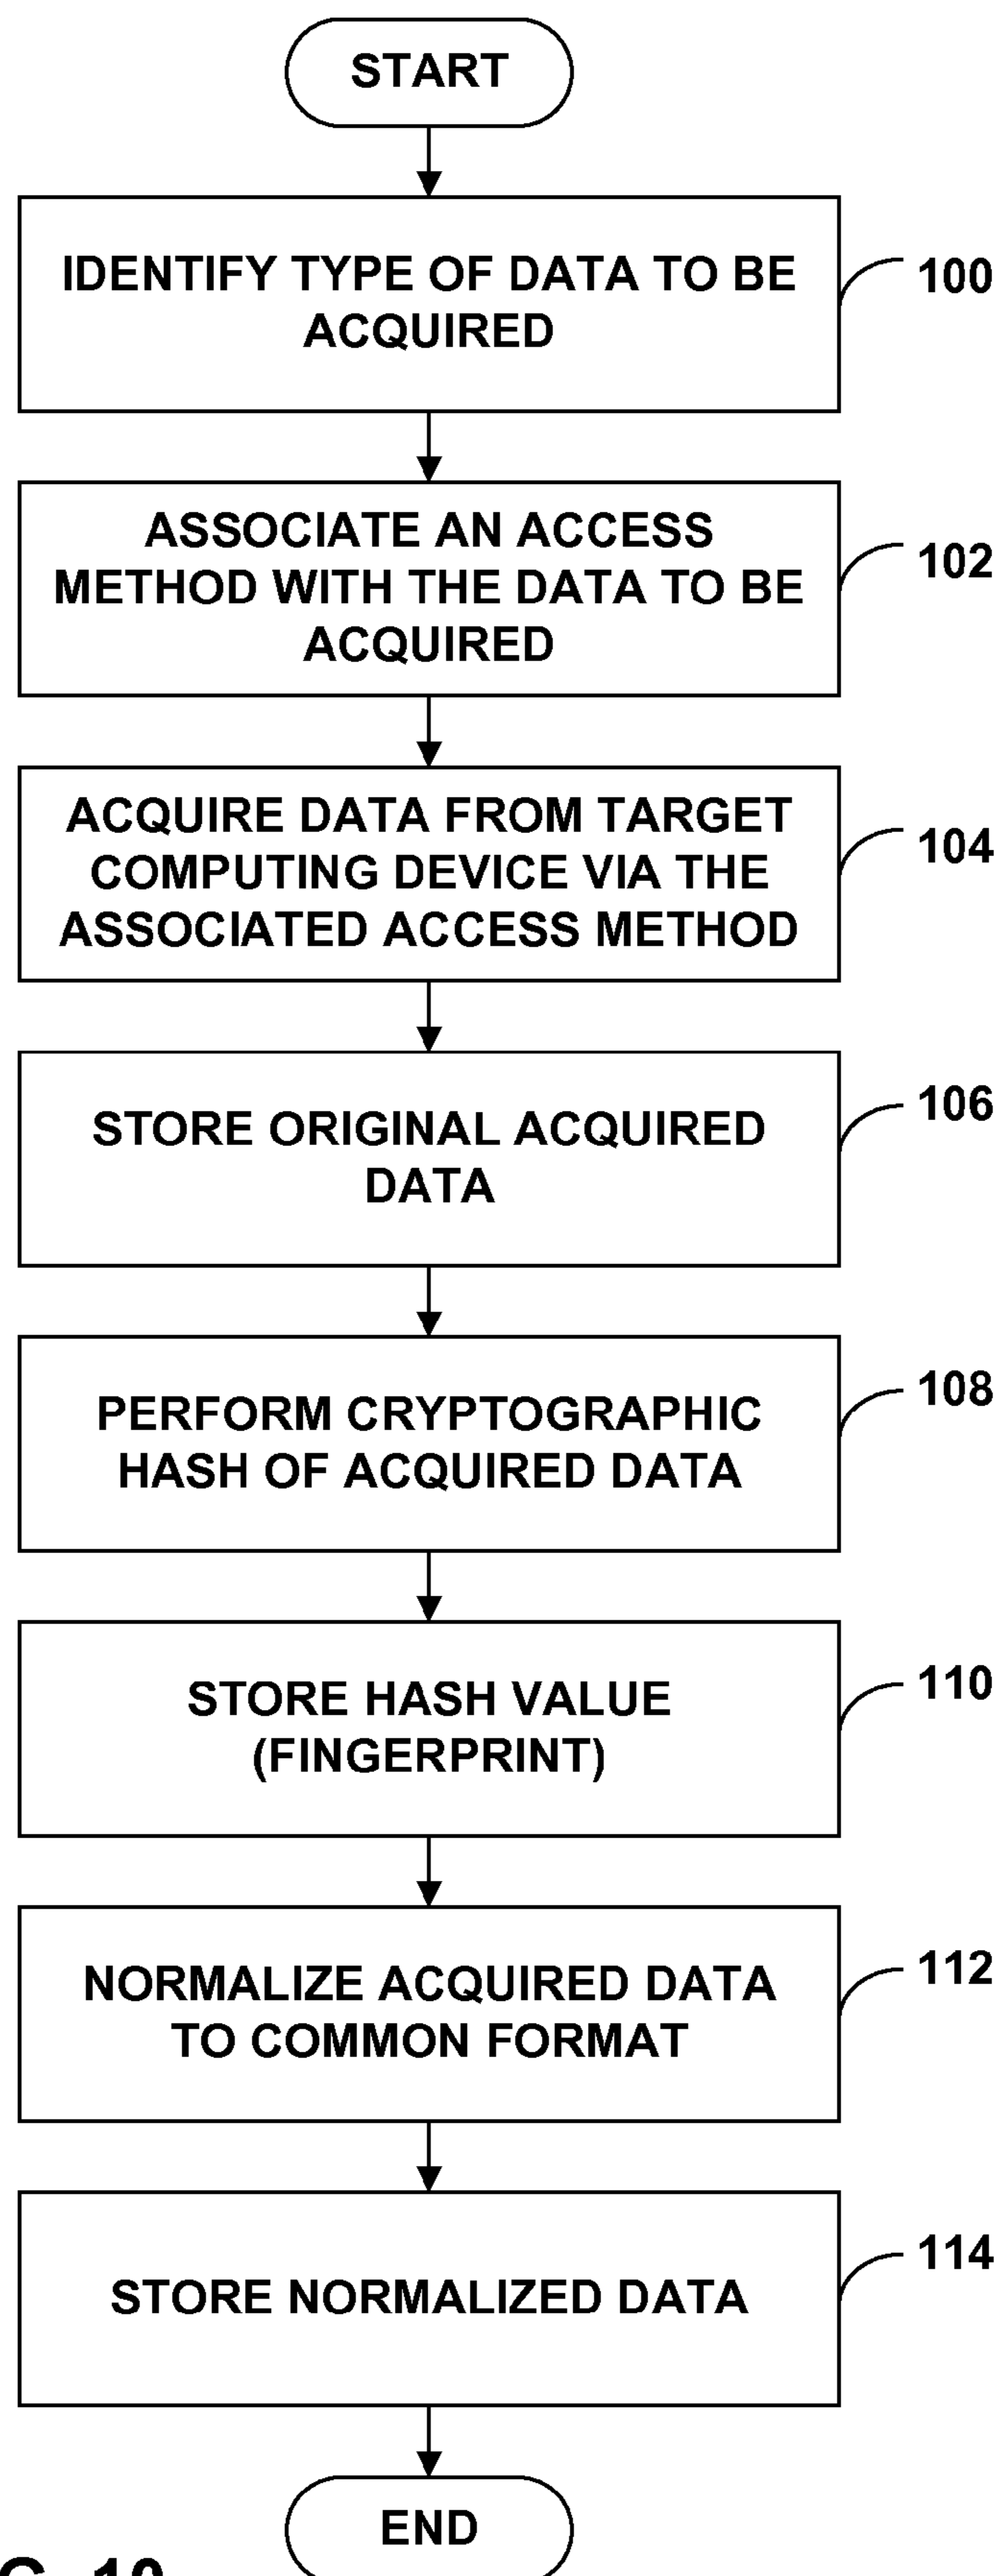 START
IDENTIFY TYPE OF DATA TO BE
ACQUIRED
100
ASSOCIATE AN ACCESS
METHOD WITH THE DATA TO BE
ACQUIRED
102
ACQUIRE DATA FROM TARGET
COMPUTING DEVICE VIA THE
ASSOCIATED ACCESS METHOD
104
STORE ORIGINAL ACQUIRED
DATA
106
PERFORM CRYPTOGRAPHIC
HASH OF ACQUIRED DATA
108
STORE HASH VALUE
(FINGERPRINT)
110
NORMALIZE ACQUIRED DATA
TO COMMON FORMAT
112
STORE NORMALIZED DATA
114
END